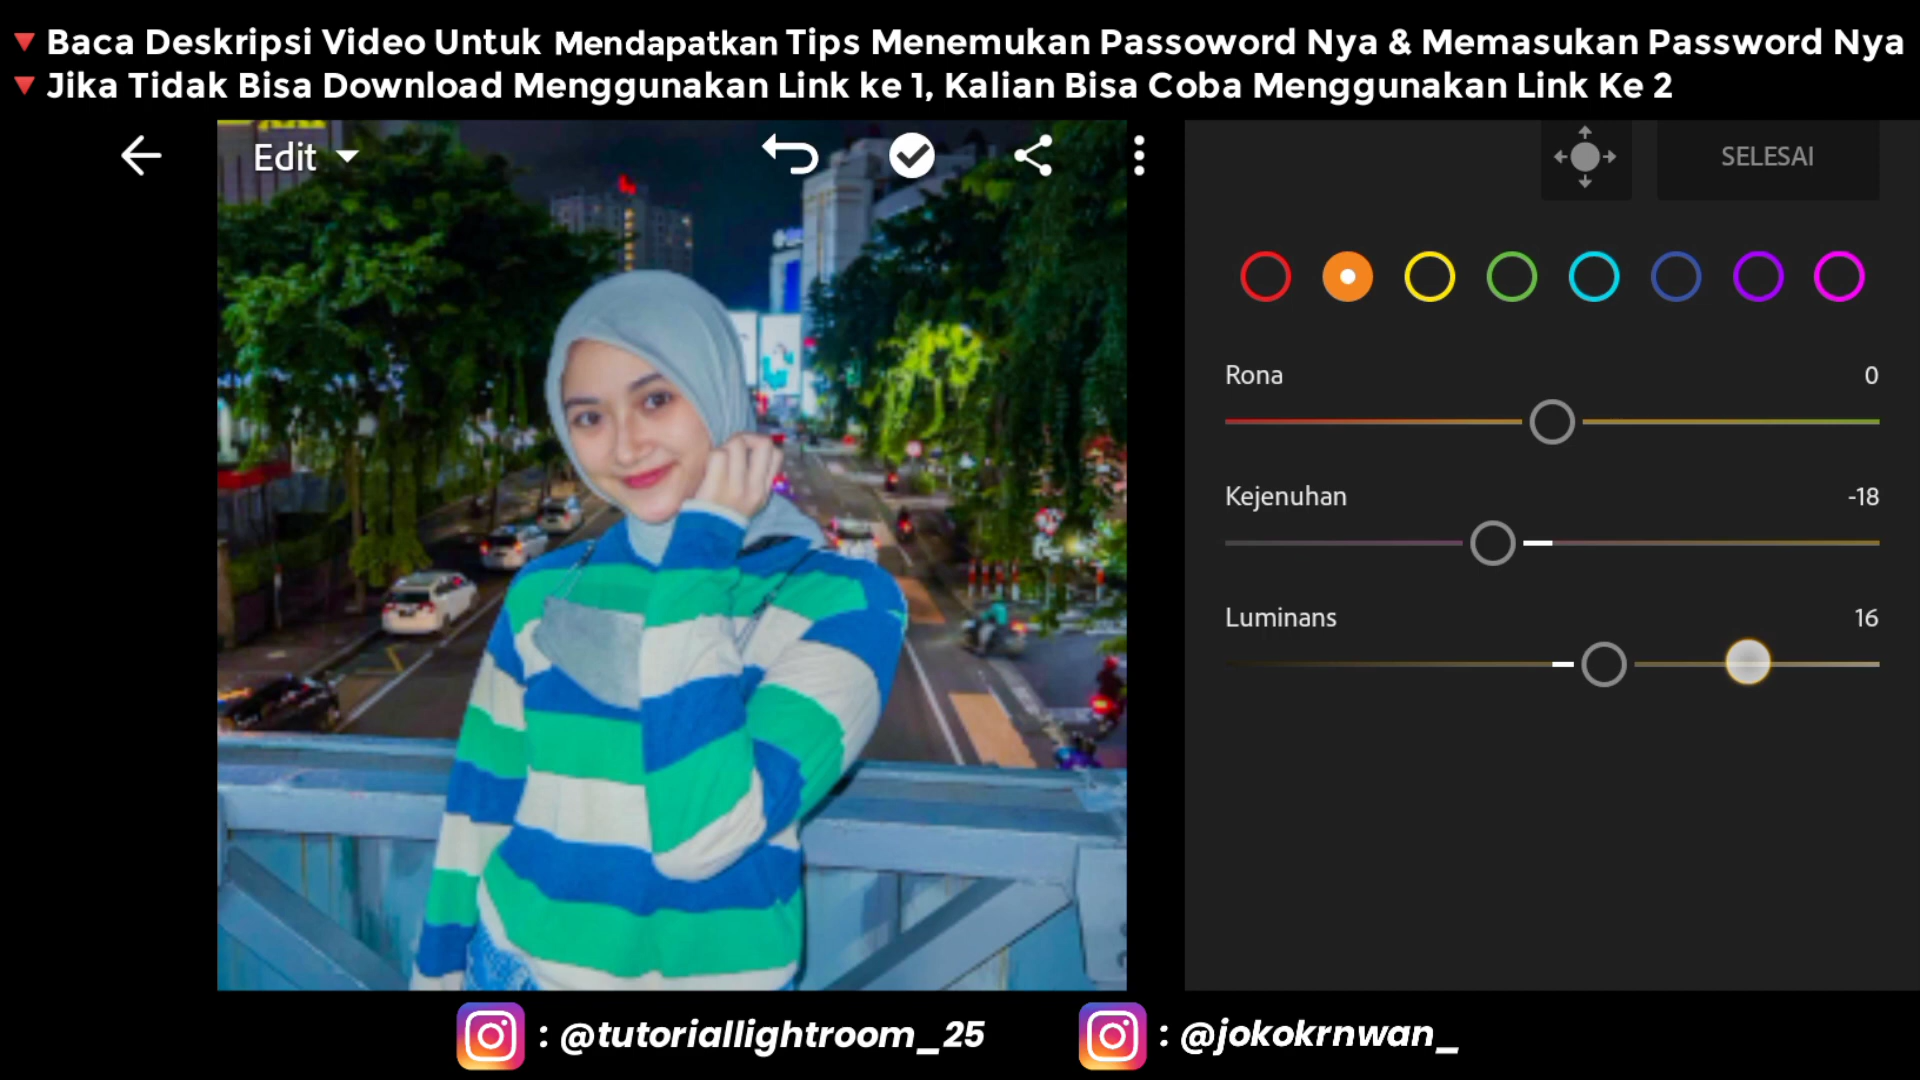 Baca Deskripsi Video Untuk Mendapatkan Tips Menemukan Passoword Nya & Memasukan Password Nya
Jika Tidak Bisa Download Menggunakan Link ke 1, Kalian Bisa Coba Menggunakan Link Ke 2
Edit
SELESAI
Rona 0
Kejenuhan -18
Luminans 16
: @tutoriallightroom_25 : @jokokrnwan_